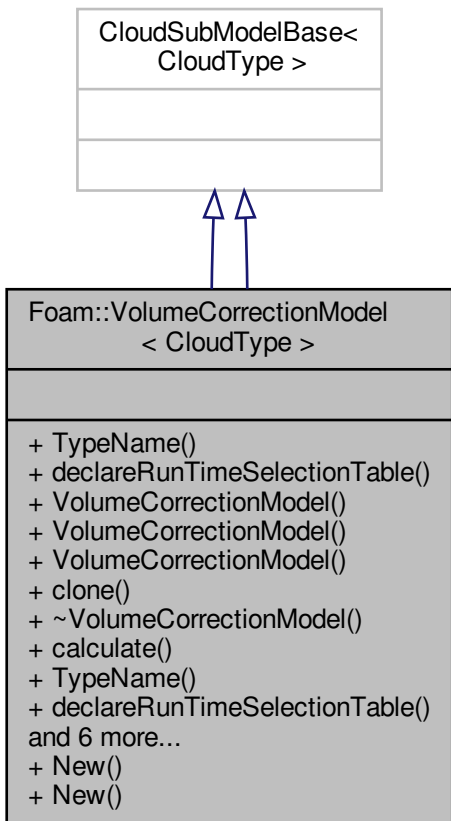 CloudSubModelBase<
CloudType >
Foam::VolumeCorrectionModel
< CloudType >
+ TypeName()
+ declareRunTimeSelectionTable()
+ VolumeCorrectionModel()
+ VolumeCorrectionModel()
+ VolumeCorrectionModel()
+ clone()
+ ~VolumeCorrectionModel()
+ calculate()
+ TypeName()
+ declareRunTimeSelectionTable()
and 6 more...
+ New()
+ New()